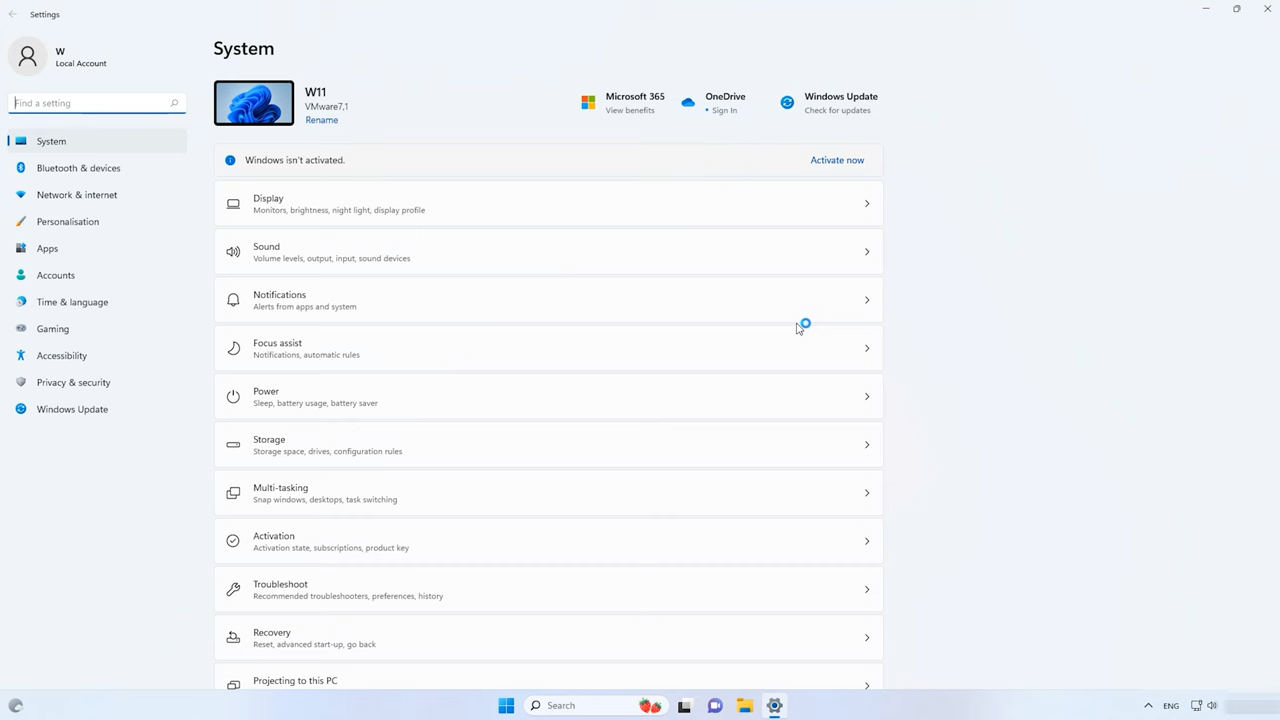 Settings
W
Local Account
Find a setting
System
Bluetooth & devices
Network & internet
Personalisation
Apps
Accounts
Time & language
Gaming
Accessibility
Privacy & security
Windows Update
System
W11
VMware7,1
Rename
Microsoft 365
View benefits
OneDrive
• Sign In
Windows Update
Check for updates
Windows isn't activated.
Activate now
Display
Monitors, brightness, night light, display profile
Sound
Volume levels, output, input, sound devices
Notifications
Alerts from apps and system
Focus assist
Notifications, automatic rules
Power
Sleep, battery usage, battery saver
Storage
Storage space, drives, configuration rules
Multi-tasking
Snap windows, desktops, task switching
Activation
Activation state, subscriptions, product key
Troubleshoot
Recommended troubleshooters, preferences, history
Recovery
Reset, advanced start-up, go back
Projecting to this PC
Search
ENG